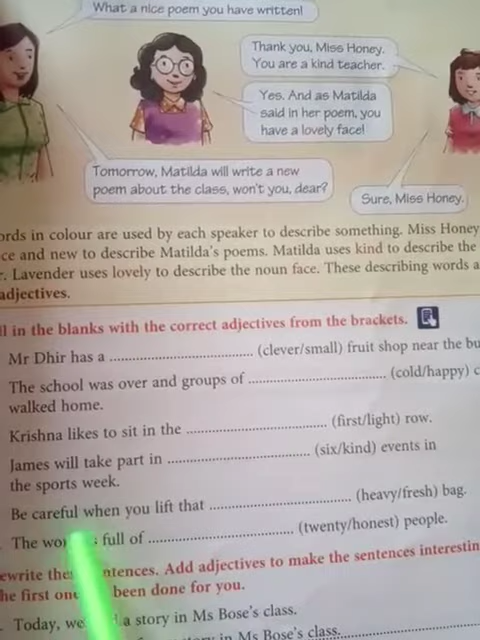 What a nice poem you have written!
Thank you, Miss Honey.
You are a kind teacher.
Yes. And as Matilda
said in her poem, you
have a lovely face!
Tomorrow, Matilda will write a new
poem about the class, won't you, dear?
Sure, Miss Honey.
ords in colour are used by each speaker to describe something. Miss Honey
ce and new to describe Matilda's poems. Matilda uses kind to describe the
r. Lavender uses lovely to describe the noun face. These describing words a
adjectives.
ll in the blanks with the correct adjectives from the brackets.
Mr Dhir has a .......................................... (clever/small) fruit shop near the bu
The school was over and groups of .......................................... (cold/happy) c
walked home.
Krishna likes to sit in the .......................................... (first/light) row.
James will take part in .......................................... (six/kind) events in
the sports week.
Be careful when you lift that .......................................... (heavy/fresh) bag.
The full of .......................................... (twenty/honest) people.
ewrite the ntences. Add adjectives to make the sentences interestin
he first one been done for you.
Today, we a story in Ms Bose's class.
in Ms Bose's class.